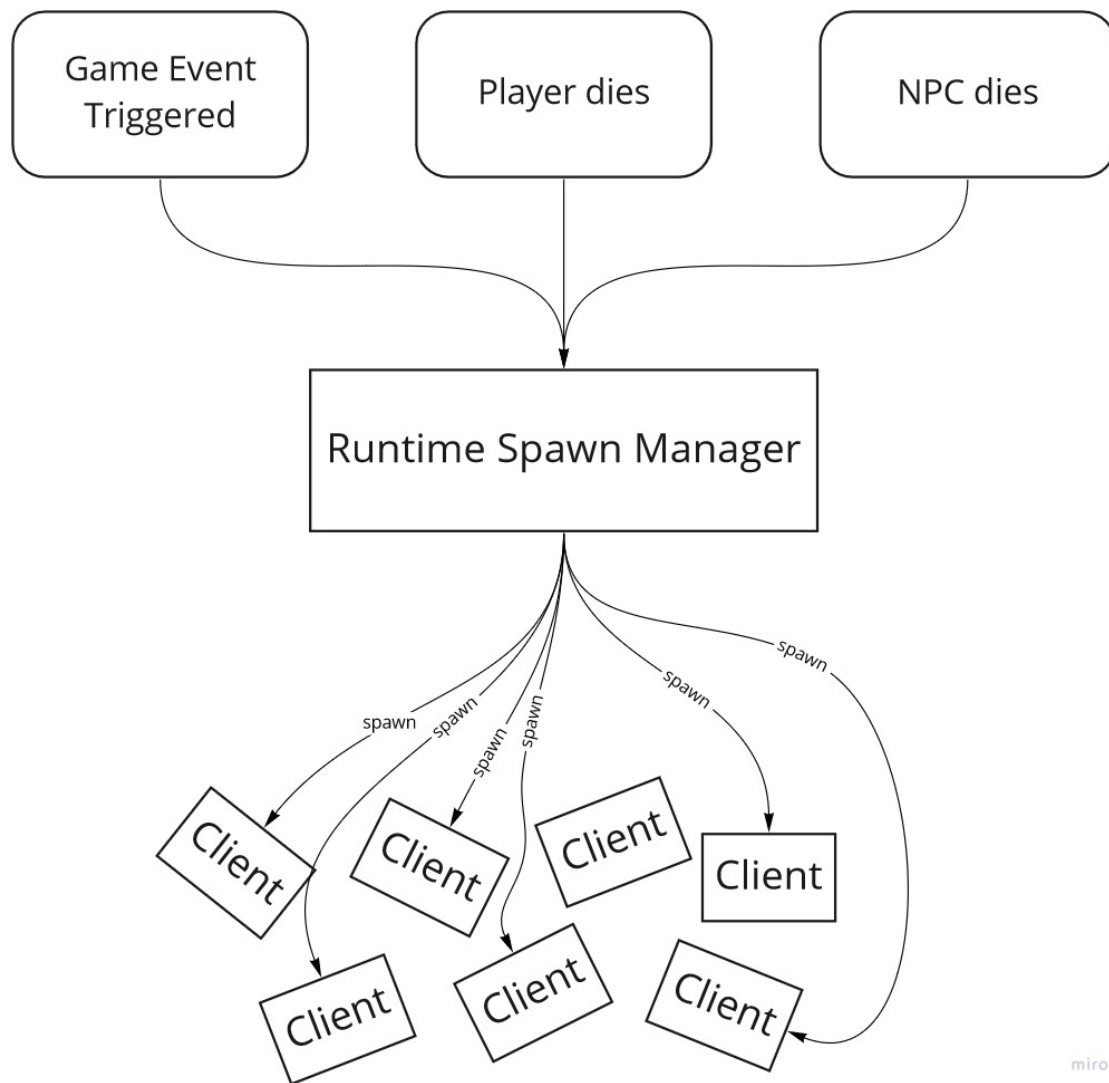 Game Event
Triggered
Player dies
NPC dies
Runtime Spawn Manager
spawn
spawn
spawn
spawn
spawn
spawn
Client
Client
Client
Client
Client
Client
Client
miro